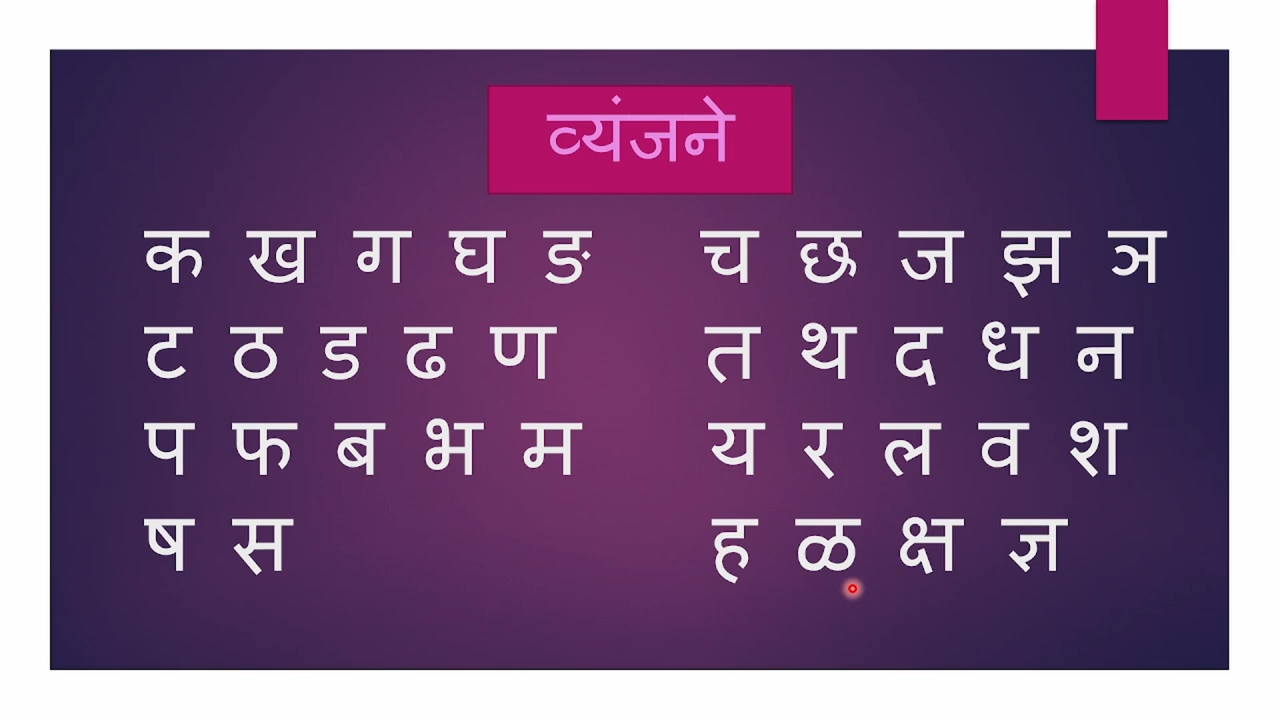 व्यंजने
क ख ग घ ङ च छ ज झ ञ
ट ठ ड ढ ण त थ द ध न
प फ ब भ म य र ल व श
ष स ह ळ क्ष ज्ञ